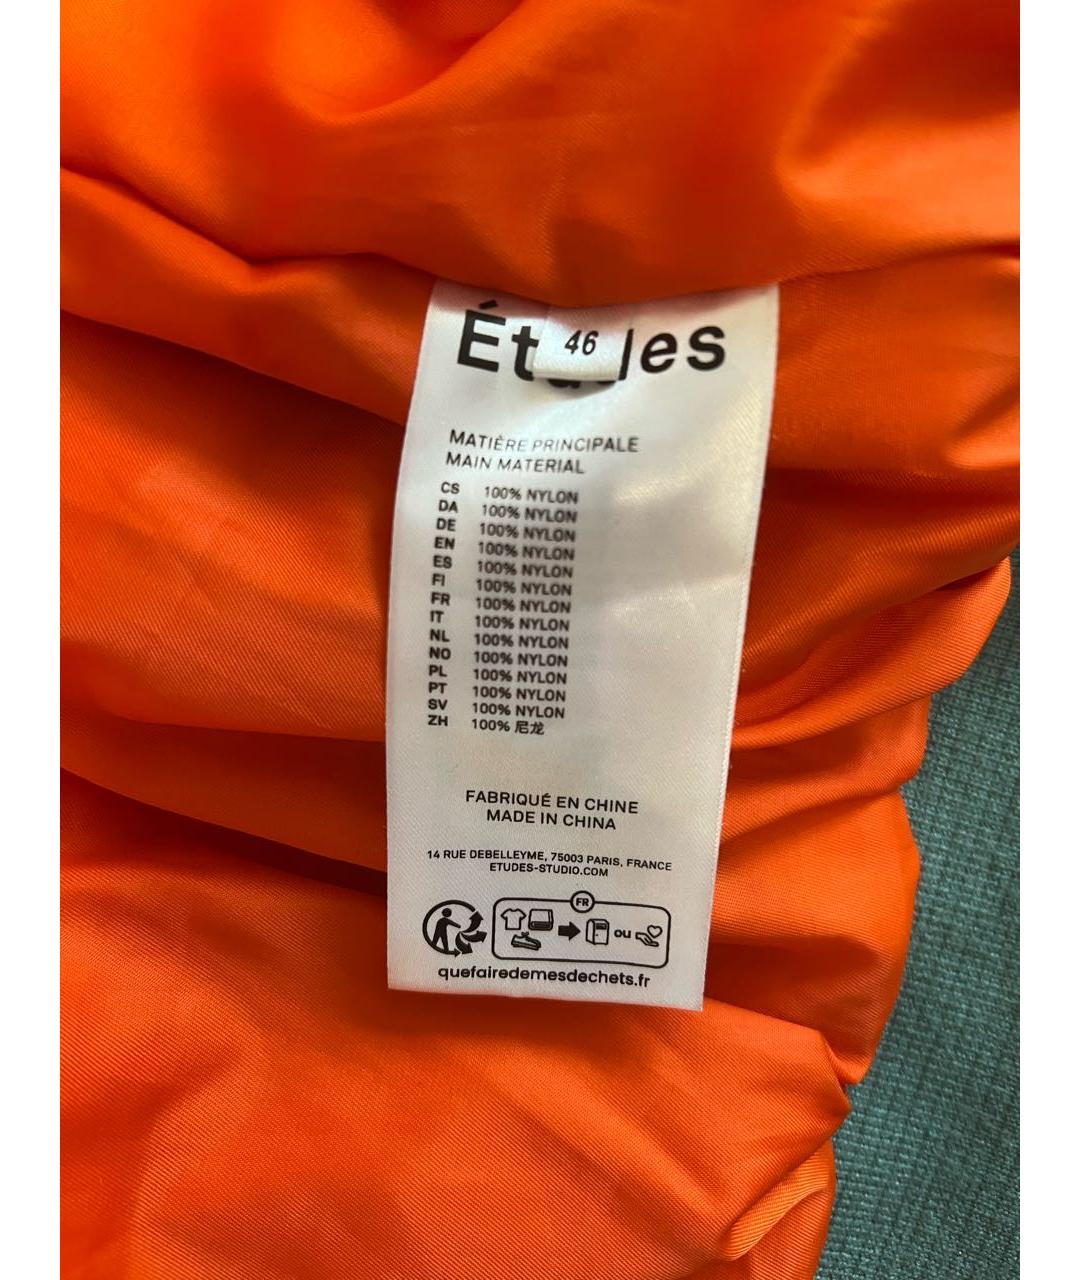 Ét les
46
MATIÈRE PRINCIPALE
MAIN MATERIAL
CS 100% NYLON
DA 100% NYLON
DE 100% NYLON
EN 100% NYLON
ES 100% NYLON
FI 100% NYLON
FR 100% NYLON
IT 100% NYLON
NL 100% NYLON
NO 100% NYLON
PL 100% NYLON
PT 100% NYLON
SV 100% NYLON
ZH 100% 尼龙
FABRIQUÉ EN CHINE
MADE IN CHINA
14 RUE DEBELLEYME, 75003 PARIS, FRANCE
ETUDES-STUDIO.COM
FR
ou
quefairedemesdechets.fr